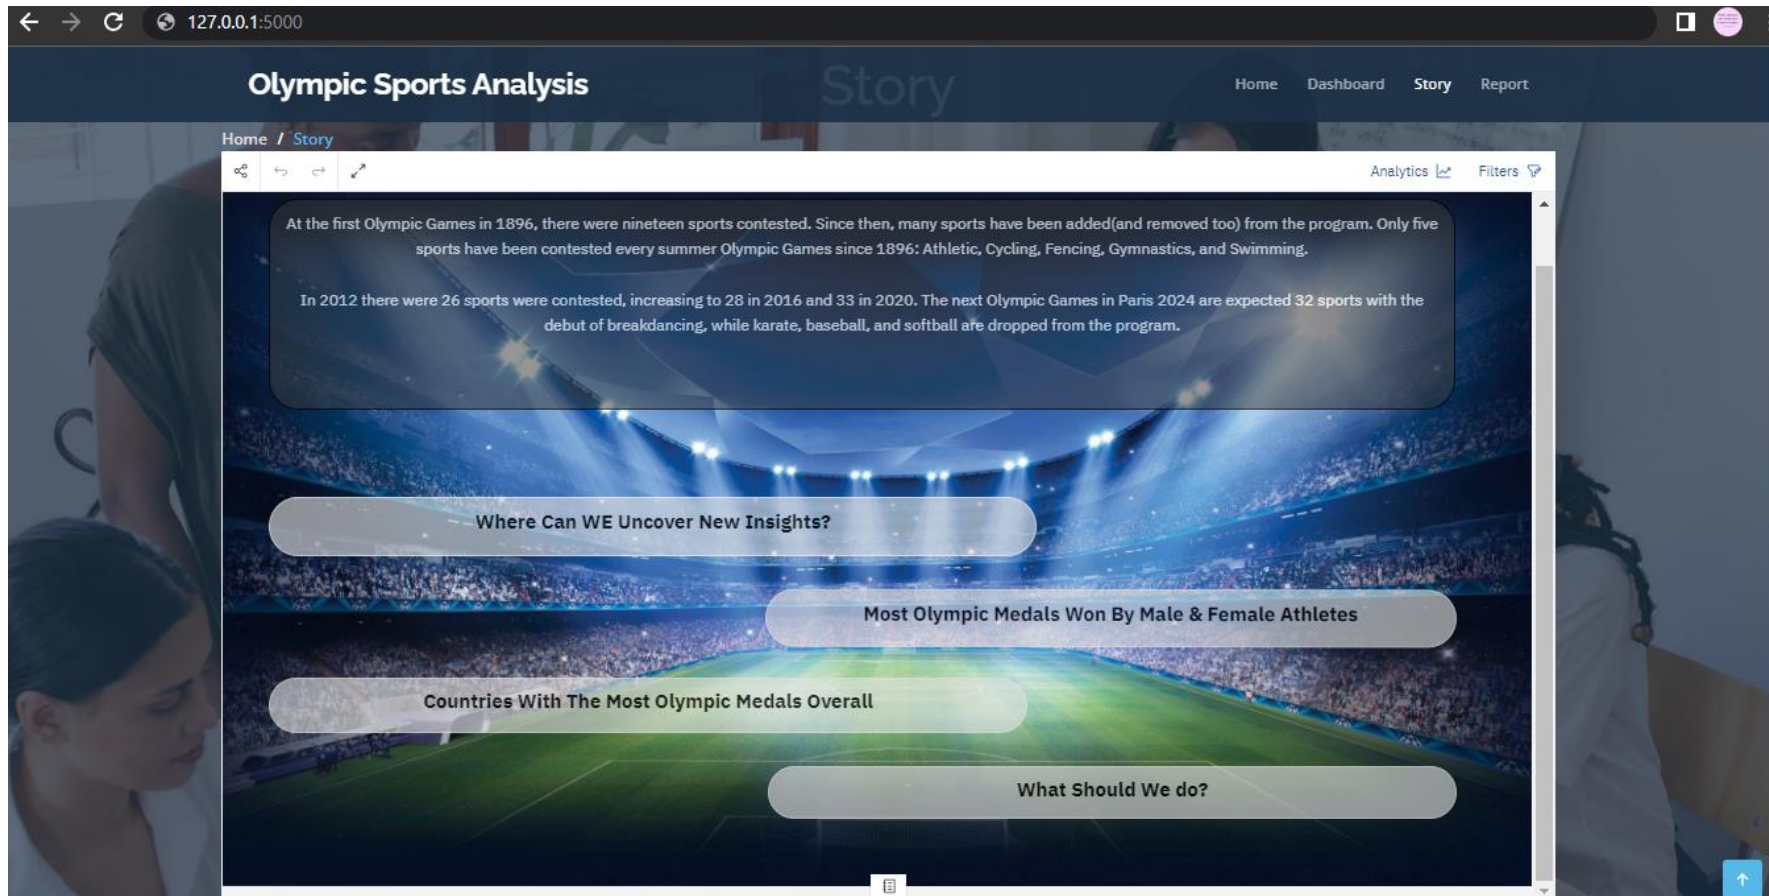 127.0.0.1:5000
Story
Olympic Sports Analysis
Home Dashboard Story Report
Home / Story
Analytics Filters
At the first Olympic Games in 1896, there were nineteen sports contested. Since then, many sports have been added(and removed too) from the program. Only five
sports have been contested every summer Olympic Games since 1896: Athletic, Cycling, Fencing, Gymnastics, and Swimming.
In 2012 there were 26 sports were contested, increasing to 28 in 2016 and 33 in 2020. The next Olympic Games in Paris 2024 are expected 32 sports with the
debut of breakdancing, while karate, baseball, and softball are dropped from the program.
Where Can WE Uncover New Insights?
Most Olympic Medals Won By Male & Female Athletes
Countries With The Most Olympic Medals Overall
What Should We do?